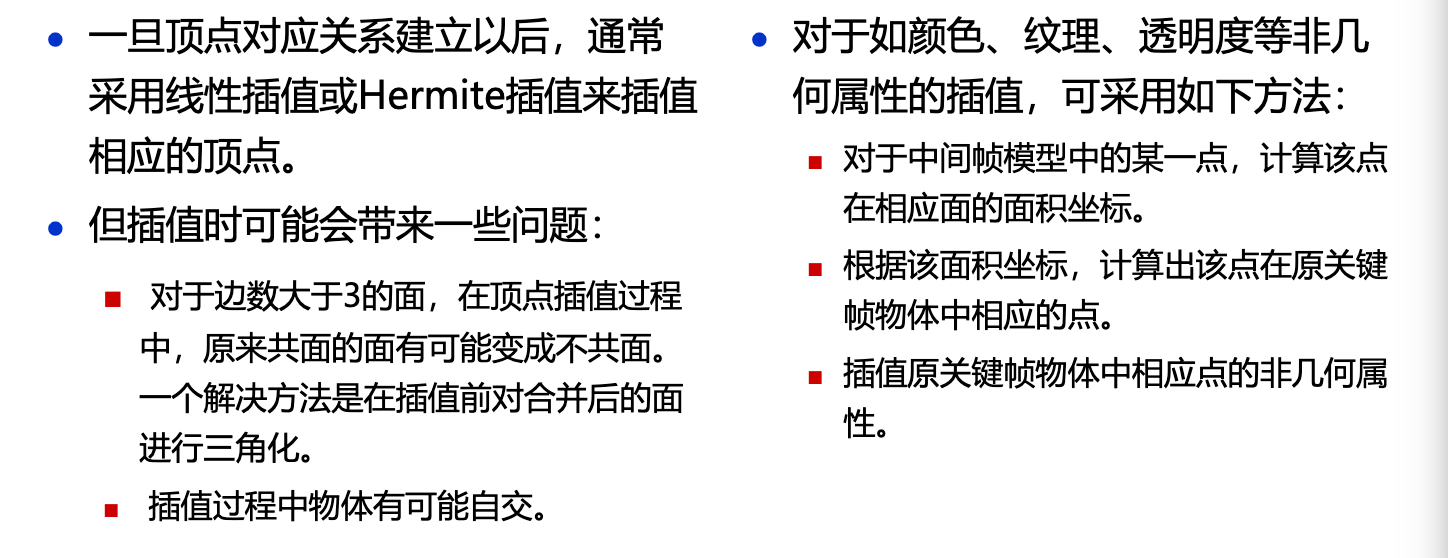 一旦顶点对应关系建立以后，通常
采用线性插值或Hermite插值来插值
相应的顶点。
但插值时可能会带来一些问题：
对于边数大于3的面，在顶点插值过程
中，原来共面的面有可能变成不共面。
一个解决方法是在插值前对合并后的面
进行三角化。
插值过程中物体有可能自交。
对于如颜色、纹理、透明度等非几
何属性的插值，可采用如下方法：
对于中间帧模型中的某一点，计算该点
在相应面的面积坐标。
根据该面积坐标，计算出该点在原关键
帧物体中相应的点。
插值原关键帧物体中相应点的非几何属
性。